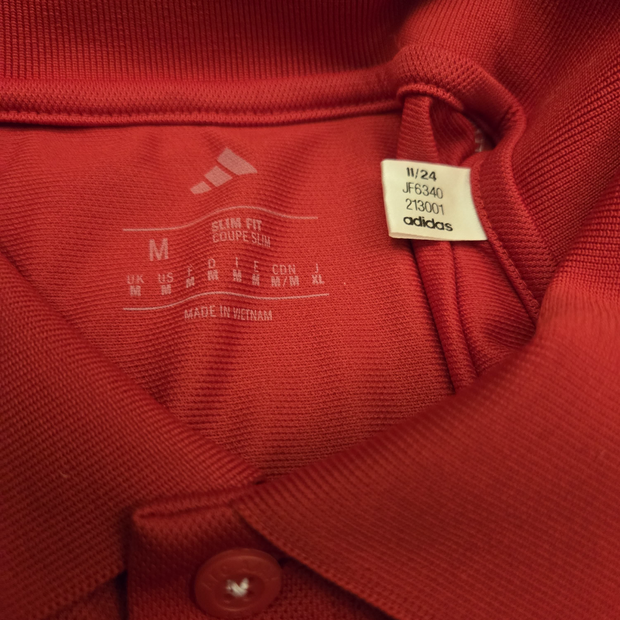 SLIM FIT
M COUPE SLIM
UK US F D I E CDN J
M M M M M M M/M XL
MADE IN VIETNAM
11/24
JF6340
213001
adidas